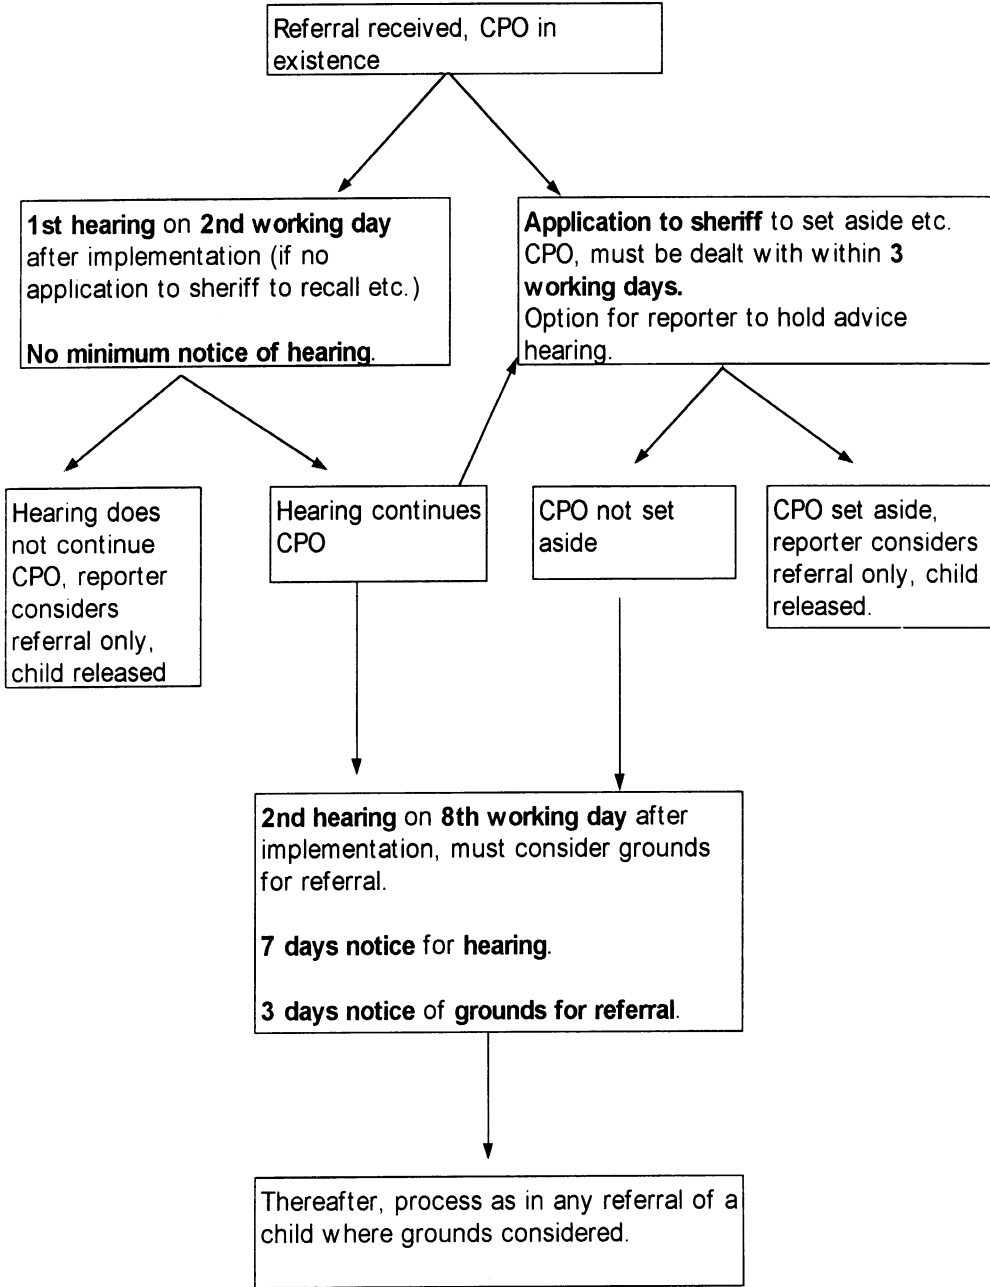 Referral received, CPO in
existence
1st hearing on 2nd working day
after implementation (if no
application to sheriff to recall etc.)
No minimum notice of hearing.
Application to sheriff to set aside etc.
CPO, must be dealt with within 3
working days.
Option for reporter to hold advice
hearing.
Hearing does
not continue
CPO, reporter
considers
referral only,
child released
Hearing continues
CPO
CPO not set
aside
CPO set aside,
reporter considers
referral only, child
released.
2nd hearing on 8th working day after
implementation, must consider grounds
for referral.
7 days notice for hearing.
3 days notice of grounds for referral.
Thereafter, process as in any referral of a
child where grounds considered.